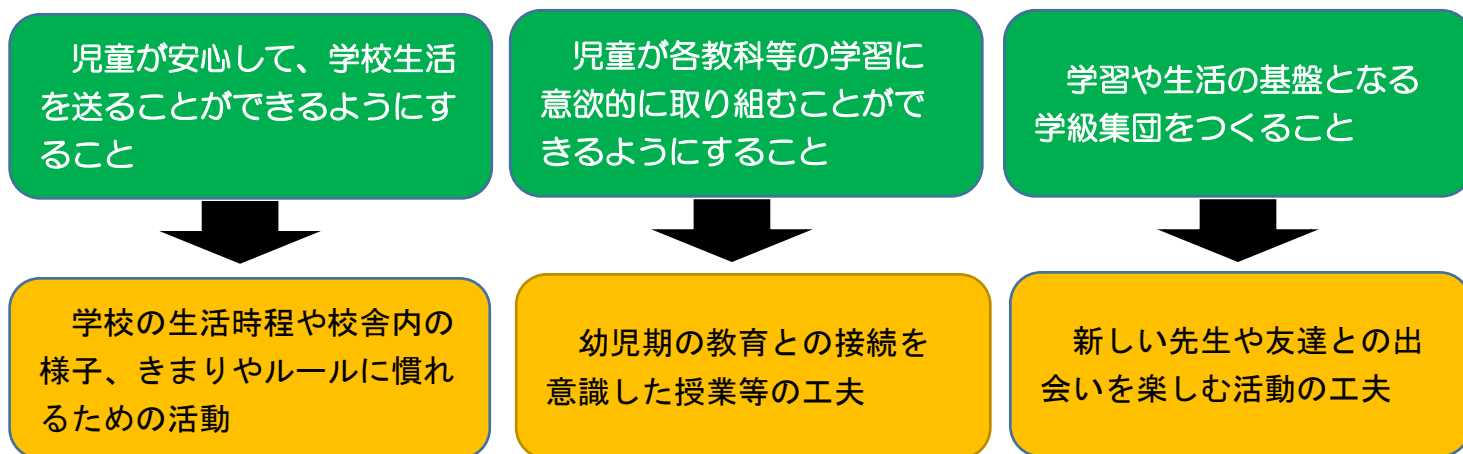 児童が安心して、学校生活
を送ることができるようにす
ること
児童が各教科等の学習に
意欲的に取り組むことがで
きるようにすること
学習や生活の基盤となる
学級集団をつくること
学校の生活時程や校舎内の
様子、きまりやルールに慣れ
るための活動
幼児期の教育との接続を
意識した授業等の工夫
新しい先生や友達との出
会いを楽しむ活動の工夫